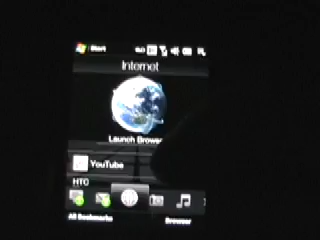 Start
Internet
Launch Browser
YouTube
HTC
All Bookmarks Browser